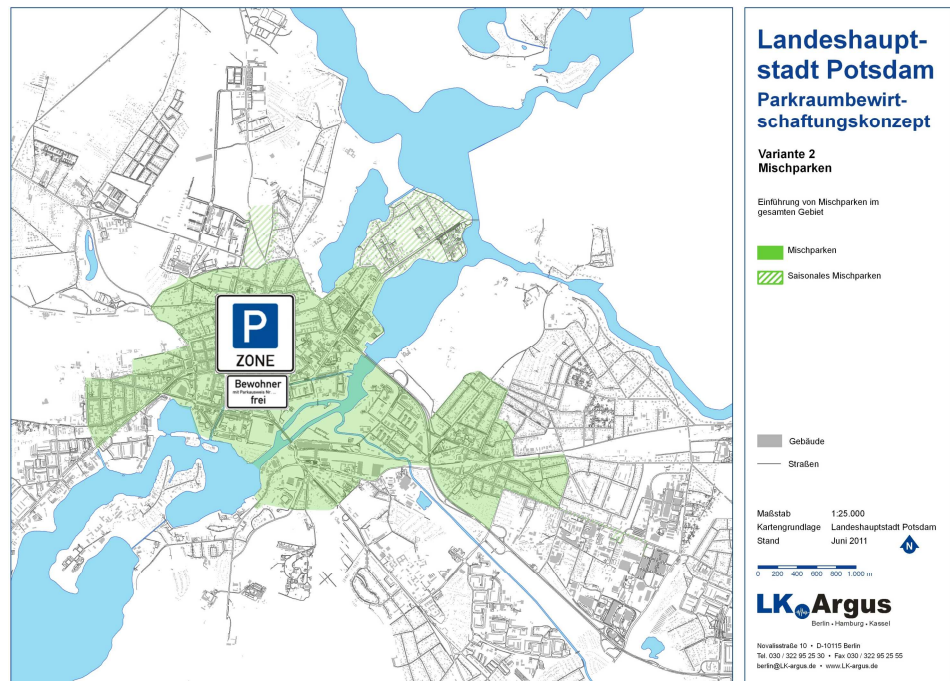 P
ZONE
Bewohner
mit Parkausweis Nr. ...
frei
Landeshaupt-
stadt Potsdam
Parkraumbewirt-
schaftungskonzept
Variante 2
Mischparken
Einführung von Mischparken im
gesamten Gebiet
Mischparken
Saisonales Mischparken
Gebäude
Straßen
Maßstab 1:25.000
Kartengrundlage Landeshauptstadt Potsdam
Stand Juni 2011
N
0 200 400 600 800 1.000 m
LK Argus
Berlin • Hamburg • Kassel
Novalisstraße 10 • D-10115 Berlin
Tel. 030 / 322 95 25 30 • Fax 030 / 322 95 25 55
berlin@LK-argus.de • www.LK-argus.de